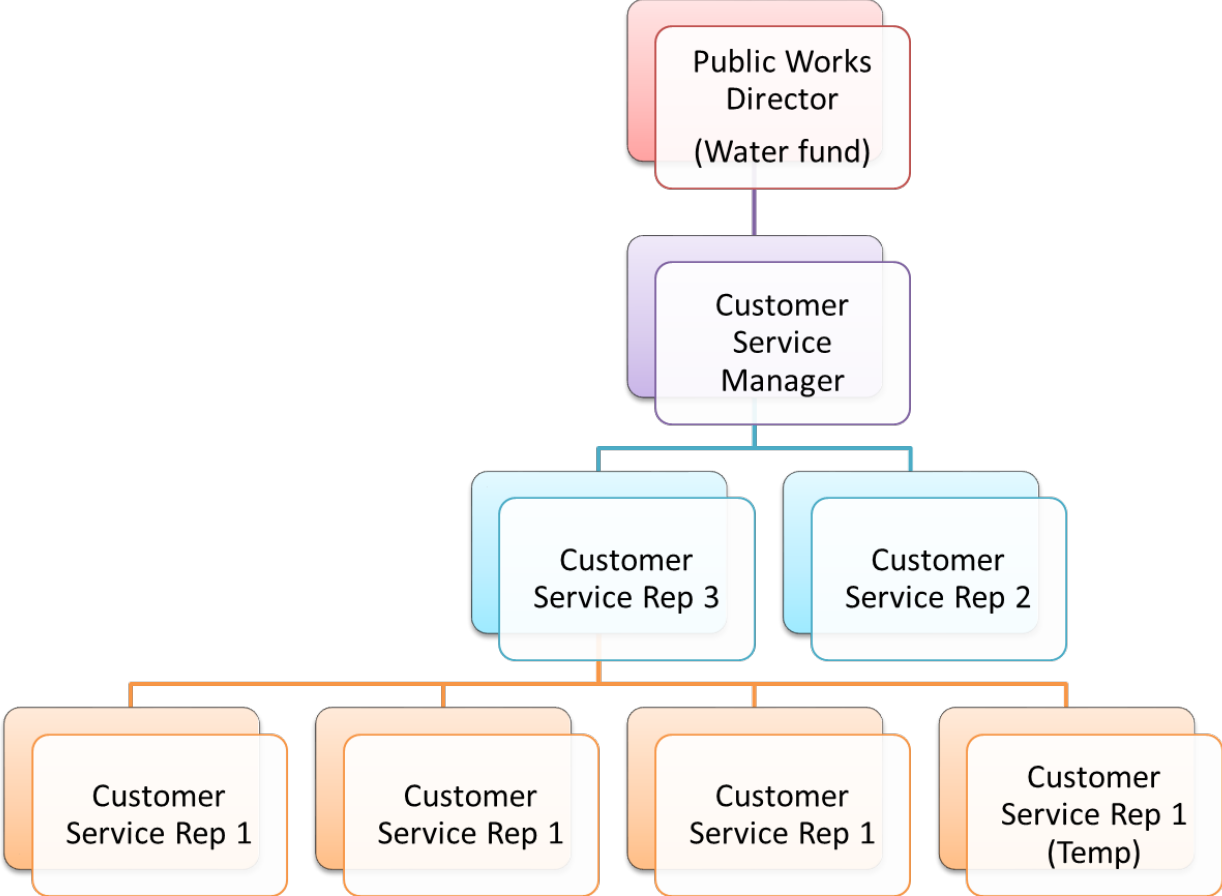 Public Works
Director
(Water fund)
Customer
Service
Manager
Customer
Service Rep 3
Customer
Service Rep 2
Customer
Service Rep 1
Customer
Service Rep 1
Customer
Service Rep 1
Customer
Service Rep 1
(Temp)